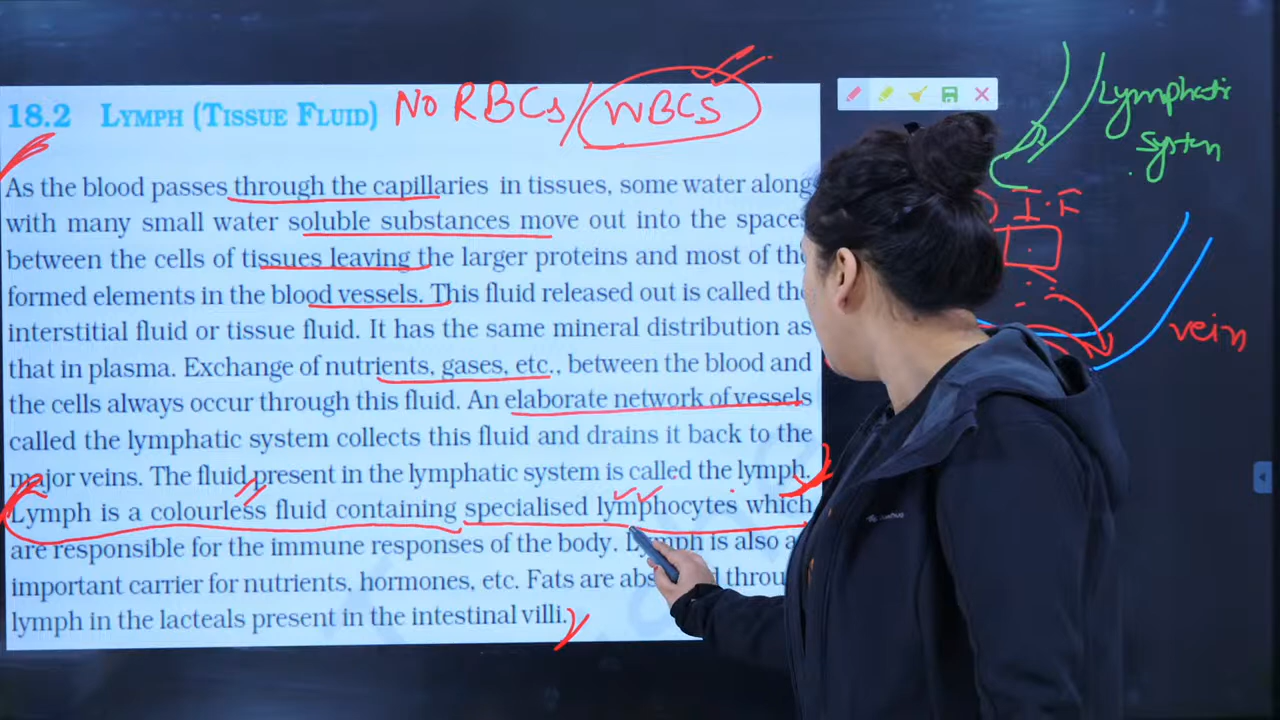 No RBCs/ WBCs
18.2 LYMPH (TISSUE FLUID)
As the blood passes through the capillaries in tissues, some water along
with many small water soluble substances move out into the spaces
between the cells of tissues leaving the larger proteins and most of the
formed elements in the blood vessels. This fluid released out is called the
interstitial fluid or tissue fluid. It has the same mineral distribution as
that in plasma. Exchange of nutrients, gases, etc., between the blood and
the cells always occur through this fluid. An elaborate network of vessels
called the lymphatic system collects this fluid and drains it back to the
major veins. The fluid present in the lymphatic system is called the lymph.
Lymph is a colourless fluid containing specialised lymphocytes which
are responsible for the immune responses of the body. Lymph is also a
important carrier for nutrients, hormones, etc. Fats are abs d throu
lymph in the lacteals present in the intestinal villi.
Lymphatic
System
I.F
vein